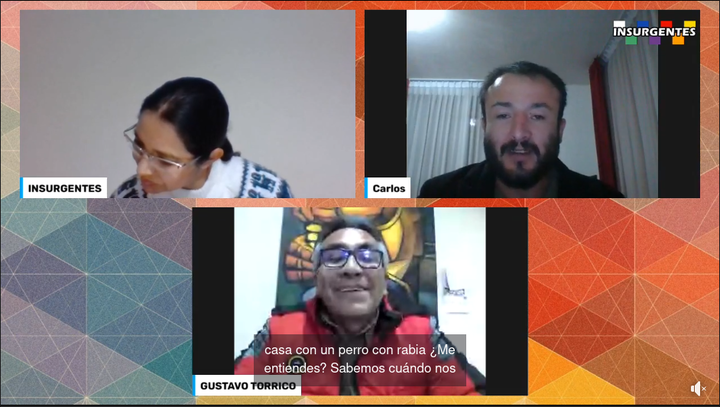 INSURGENTES
INSURGENTES
Carlos
casa con un perro con rabia ¿Me
entiendes? Sabemos cuándo nos
GUSTAVO TORRICO